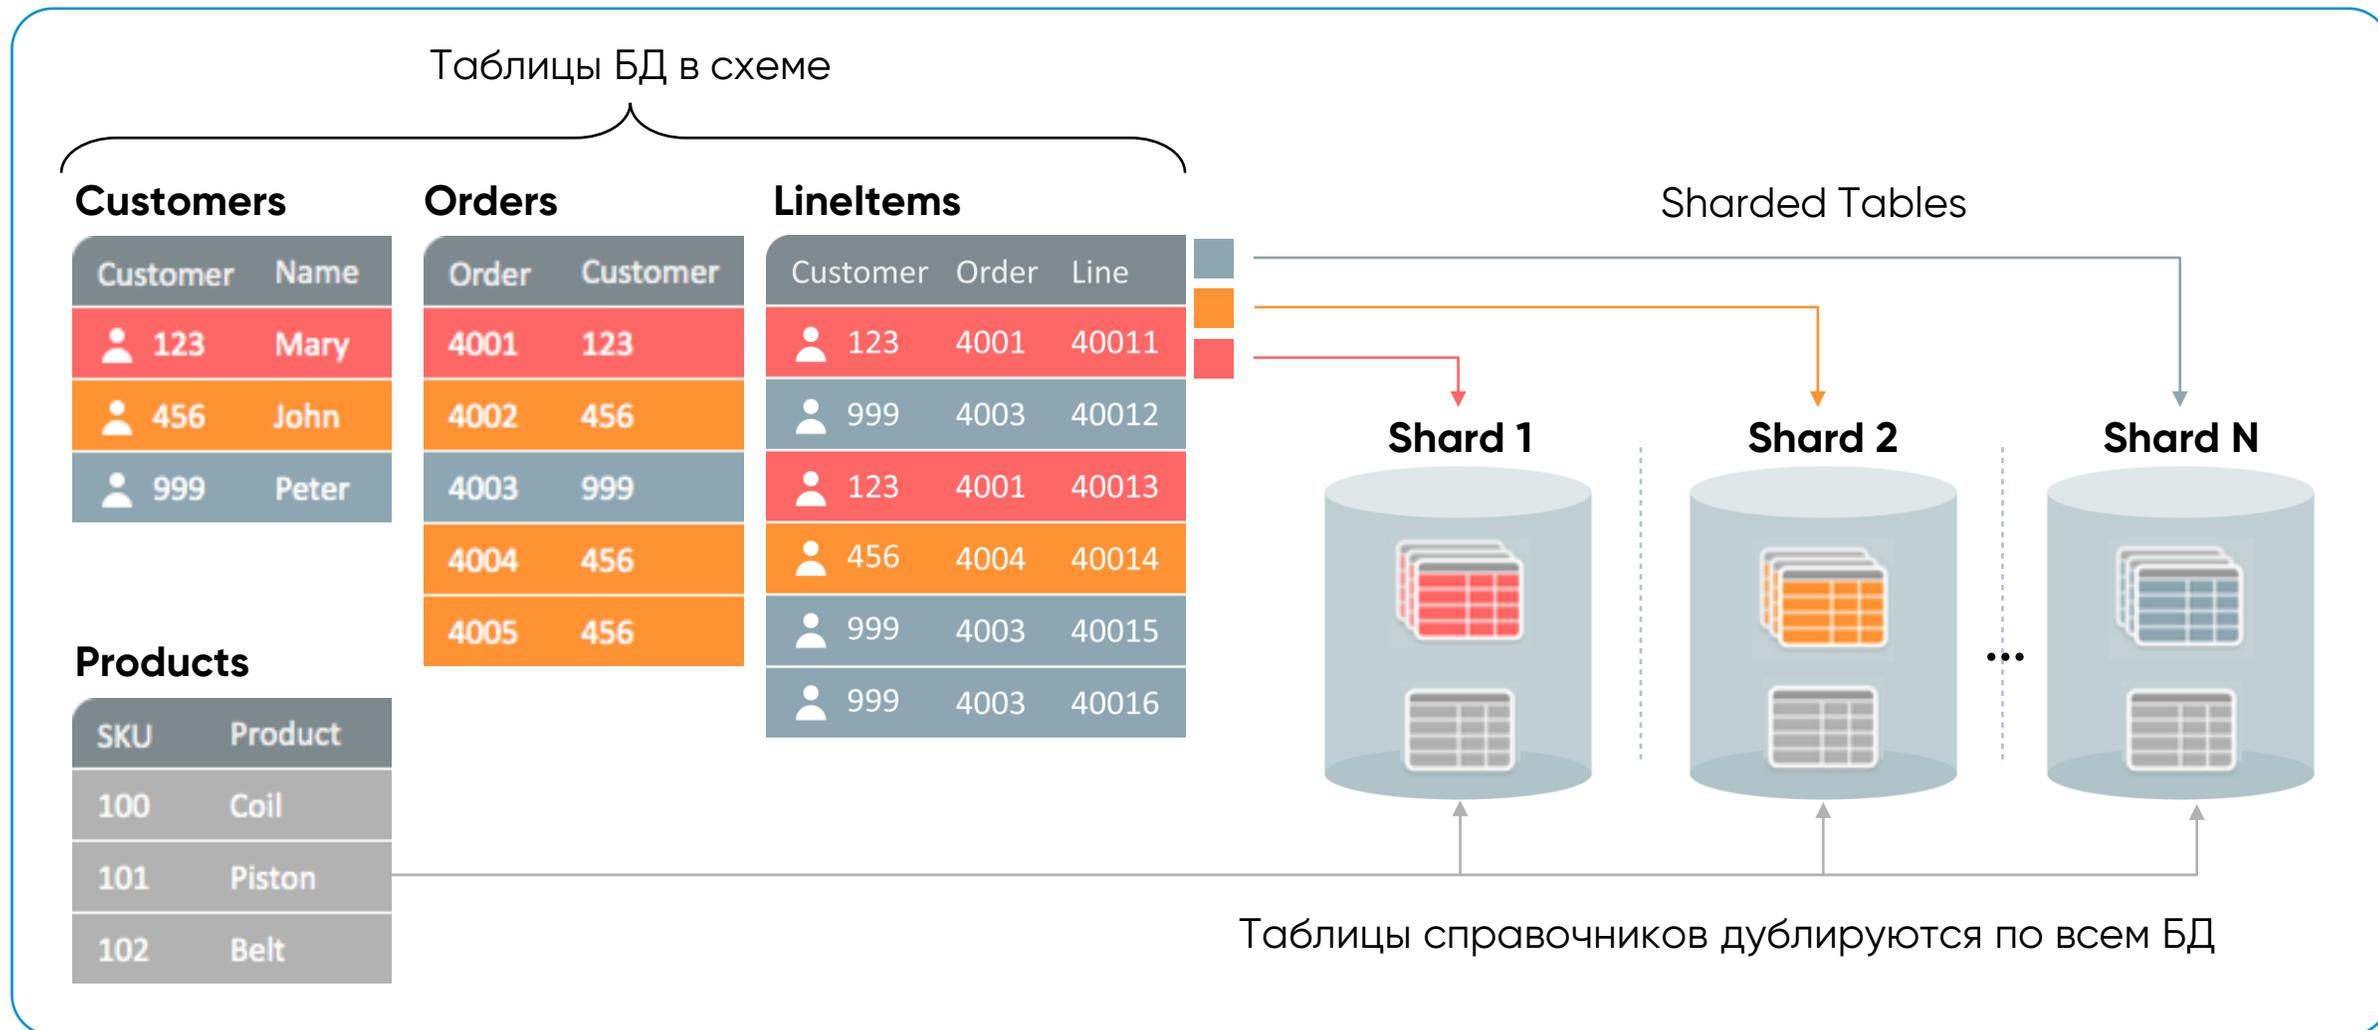 Таблицы БД в схеме
Customers
Customer Name
123 Mary
456 John
999 Peter
Orders
Order Customer
4001 123
4002 456
4003 999
4004 456
4005 456
LineItems
Customer Order Line
123 4001 40011
999 4003 40012
123 4001 40013
456 4004 40014
999 4003 40015
999 4003 40016
Products
SKU Product
100 Coil
101 Piston
102 Belt
Sharded Tables
Shard 1
Shard 2
...
Shard N
Таблицы справочников дублируются по всем БД